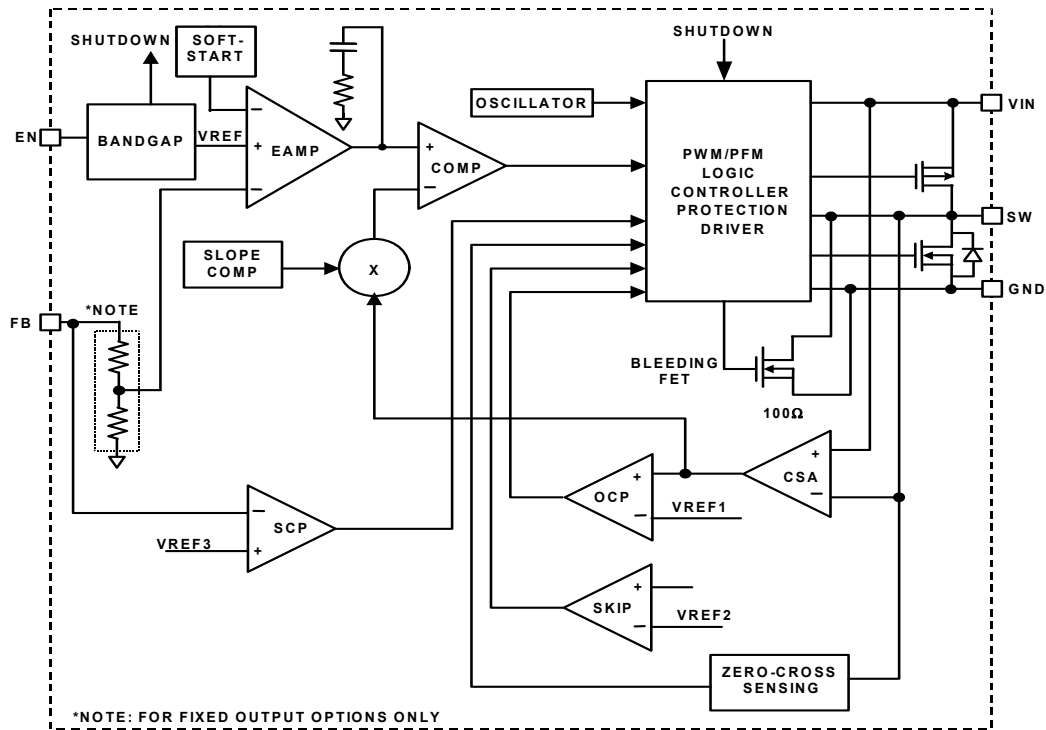 SHUTDOWN
SOFT-
START
SHUTDOWN
OSCILLATOR
VIN
EN
BANDGAP
VREF
EAMP
COMP
PWM/PFM
LOGIC
CONTROLLER
PROTECTION
DRIVER
SW
SLOPE
COMP
X
GND
*NOTE
FB
BLEEDING
FET
100Ω
CSA
OCP
VREF1
SCP
VREF3
SKIP
VREF2
ZERO-CROSS
SENSING
*NOTE: FOR FIXED OUTPUT OPTIONS ONLY